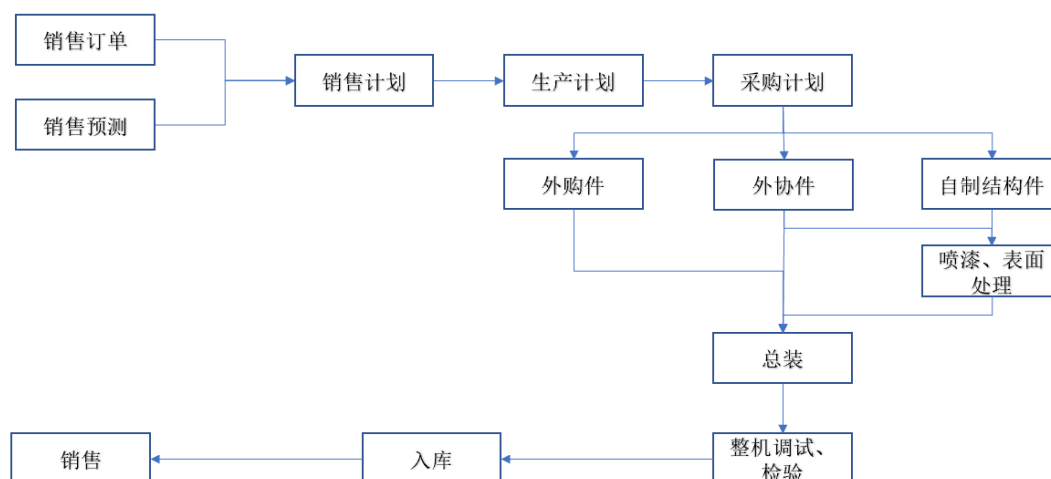 销售订单
销售预测
销售计划
生产计划
采购计划
外购件
外协件
自制结构件
喷漆、表面
处理
总装
整机调试、
检验
入库
销售